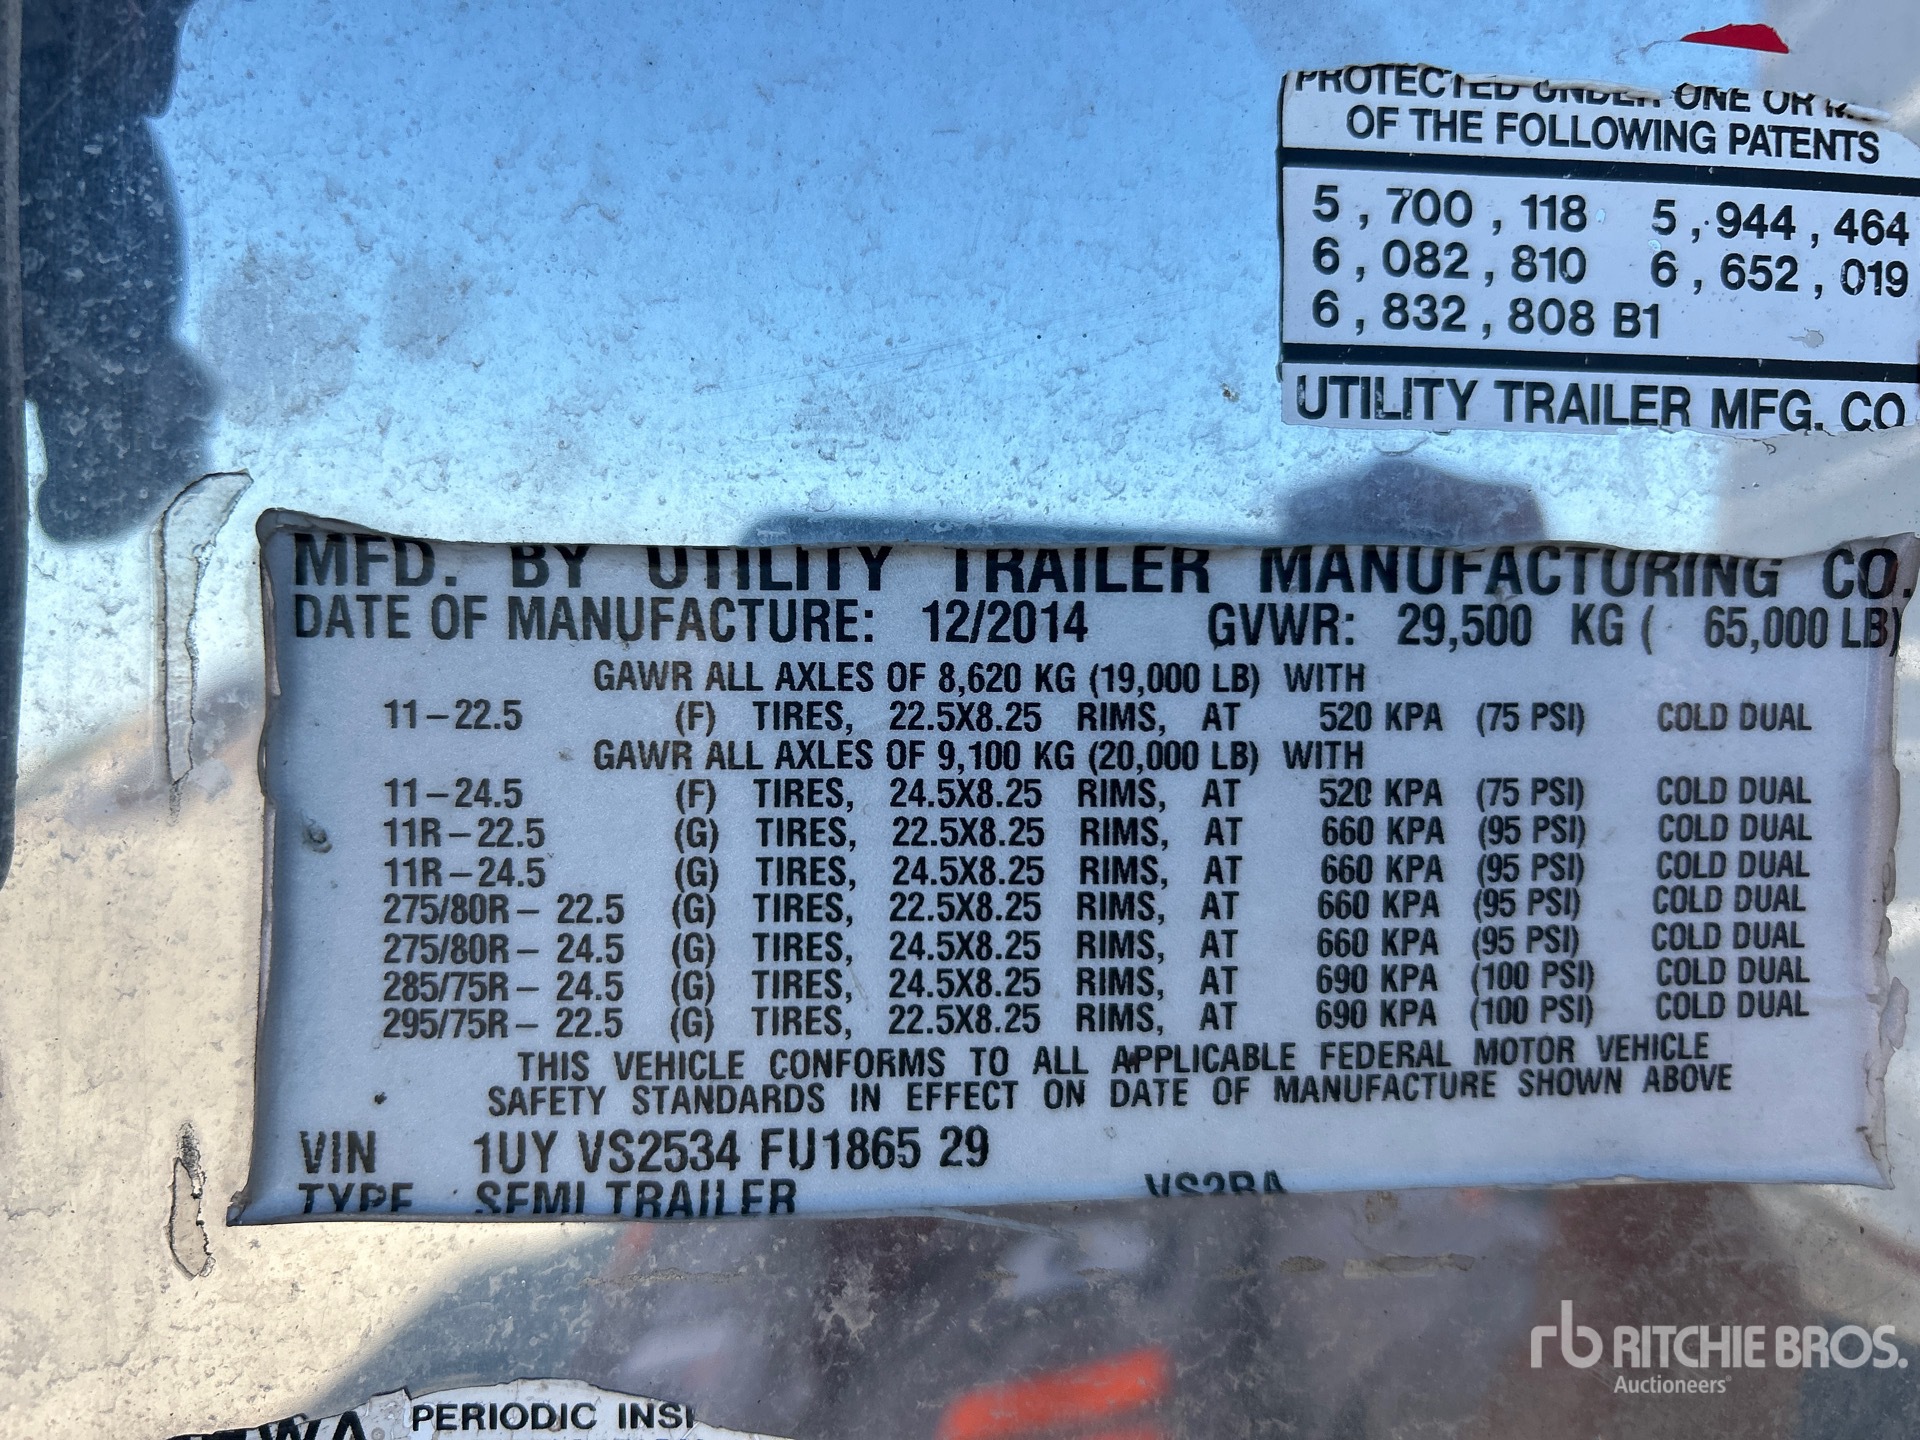 PROTECTED UNDER ONE OR
OF THE FOLLOWING PATENTS
5,700,118 5,944,464
6,082,810 6,652,019
6,832,808 B1
UTILITY TRAILER MFG. CO.
MFD. BY UTILITY TRAILER MANUFACTURING CO.
DATE OF MANUFACTURE: 12/2014 GVWR: 29,500 KG ( 65,000 LB)
GAWR ALL AXLES OF 8,620 KG (19,000 LB) WITH
11-22.5 (F) TIRES, 22.5X8.25 RIMS, AT 520 KPA (75 PSI) COLD DUAL
GAWR ALL AXLES OF 9,100 KG (20,000 LB) WITH
11-24.5 (F) TIRES, 24.5X8.25 RIMS, AT 520 KPA (75 PSI) COLD DUAL
11R-22.5 (G) TIRES, 22.5X8.25 RIMS, AT 660 KPA (95 PSI) COLD DUAL
11R-24.5 (G) TIRES, 24.5X8.25 RIMS, AT 660 KPA (95 PSI) COLD DUAL
275/80R- 22.5 (G) TIRES, 22.5X8.25 RIMS, AT 660 KPA (95 PSI) COLD DUAL
275/80R- 24.5 (G) TIRES, 24.5X8.25 RIMS, AT 660 KPA (95 PSI) COLD DUAL
285/75R- 24.5 (G) TIRES, 24.5X8.25 RIMS, AT 690 KPA (100 PSI) COLD DUAL
295/75R- 22.5 (G) TIRES, 22.5X8.25 RIMS, AT 690 KPA (100 PSI) COLD DUAL
THIS VEHICLE CONFORMS TO ALL APPLICABLE FEDERAL MOTOR VEHICLE
SAFETY STANDARDS IN EFFECT ON DATE OF MANUFACTURE SHOWN ABOVE
VIN 1UY VS2534 FU1865 29
TYPE SEMI TRAILER VS2RA
rb RITCHIE BROS.
Auctioneers
PERIODIC INSP